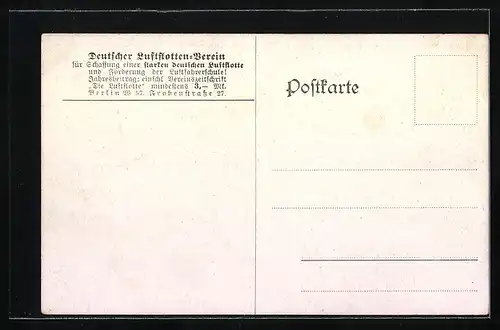 Deutscher Luftflotten-Verein
für Schaffung einer starken deutschen Luftflotte
und Förderung der Luftfahrerschule!
Jahresbeitrag: einschl. Vereinszeitschrift
„Die Luftflotte“ mindestens 3,— Mk.
Berlin W 57. Frobenstraße 27.
Postkarte